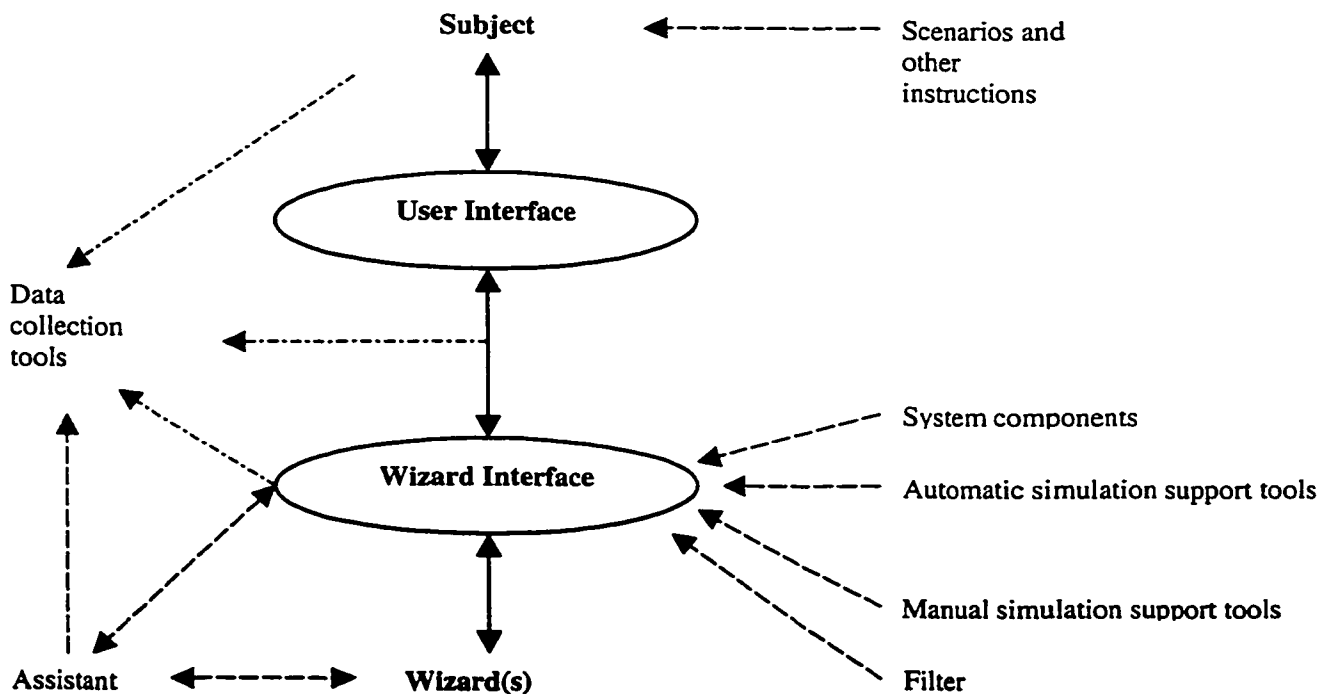 Subject
Scenarios and
other
instructions
User Interface
Data
collection
tools
System components
Wizard Interface
Automatic simulation support tools
Manual simulation support tools
Assistant
Wizard(s)
Filter